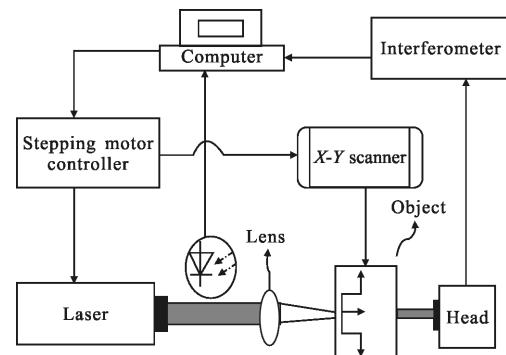 Computer
Interferometer
Stepping motor
controller
X-Y scanner
Object
Lens
Laser
Head